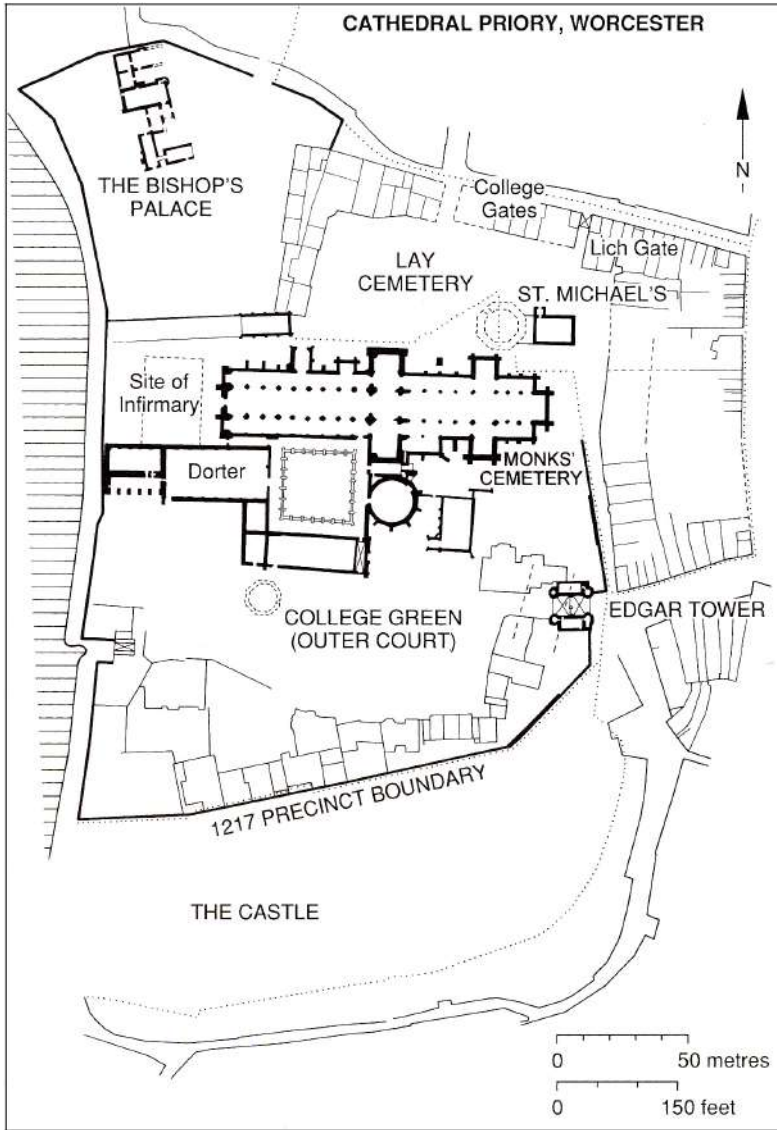 CATHEDRAL PRIORY, WORCESTER
N
THE BISHOP'S
PALACE
College
Gates
Lich Gate
LAY
CEMETERY
ST. MICHAEL'S
Site of
Infirmary
Dorter
MONKS'
CEMETERY
COLLEGE GREEN
(OUTER COURT)
EDGAR TOWER
1217 PRECINCT BOUNDARY
THE CASTLE
0 50 metres
0 150 feet